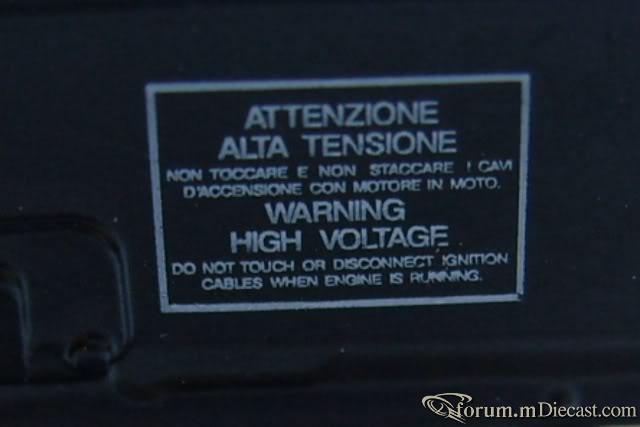 ATTENZIONE
ALTA TENSIONE
NON TOCCARE E NON STACCARE I CAVI
D'ACCENSIONE CON MOTORE IN MOTO.
WARNING
HIGH VOLTAGE
DO NOT TOUCH OR DISCONNECT IGNITION
CABLES WHEN ENGINE IS RUNNING.
forum.mDiecast.com